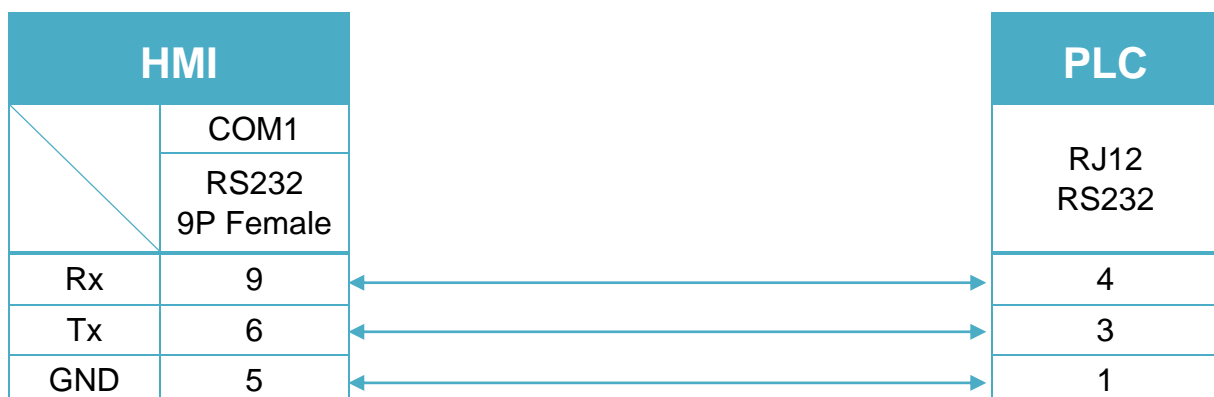 HMI
PLC
COM1
RS232
9P Female
RJ12
RS232
Rx 9 4
Tx 6 3
GND 5 1